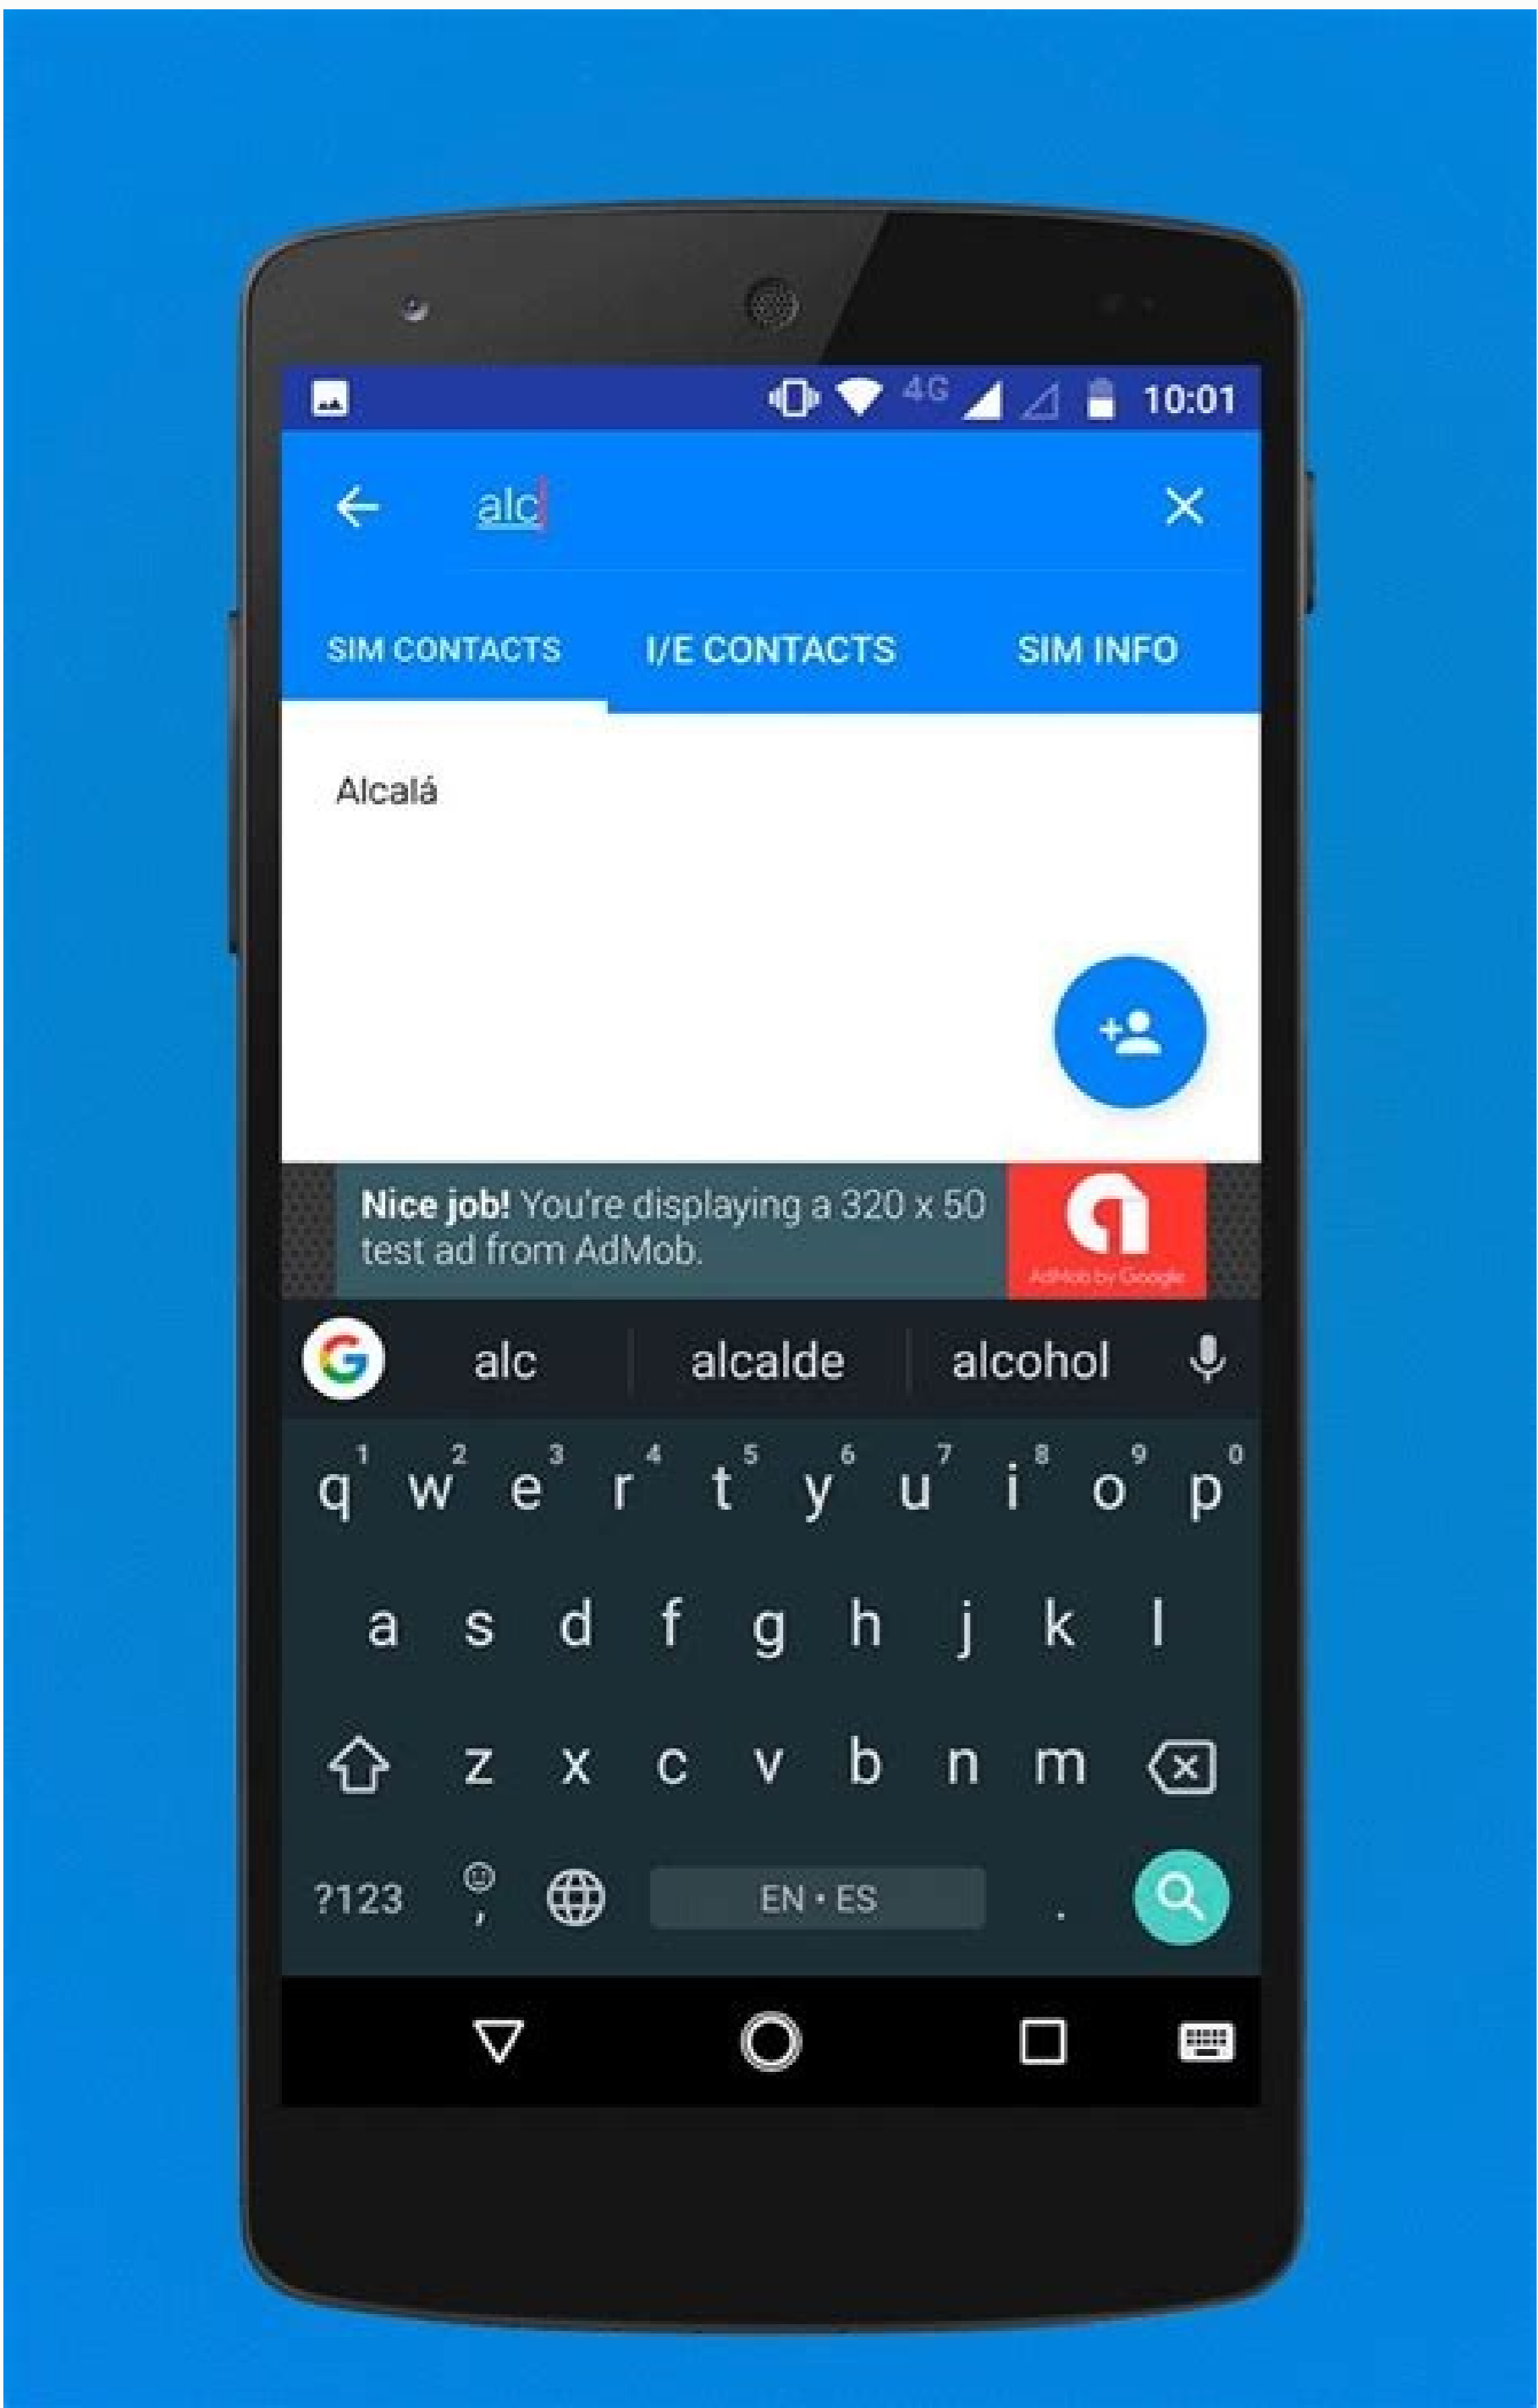 4G 10:01
alc
SIM CONTACTS I/E CONTACTS SIM INFO
Alcalá
Nice job! You're displaying a 320 x 50
test ad from AdMob.
AdMob by Google
G alc alcalde alcohol
1 2 3 4 5 6 7 8 9 0
q w e r t y u i o p
a s d f g h j k l
z x c v b n m
?123 , EN • ES .